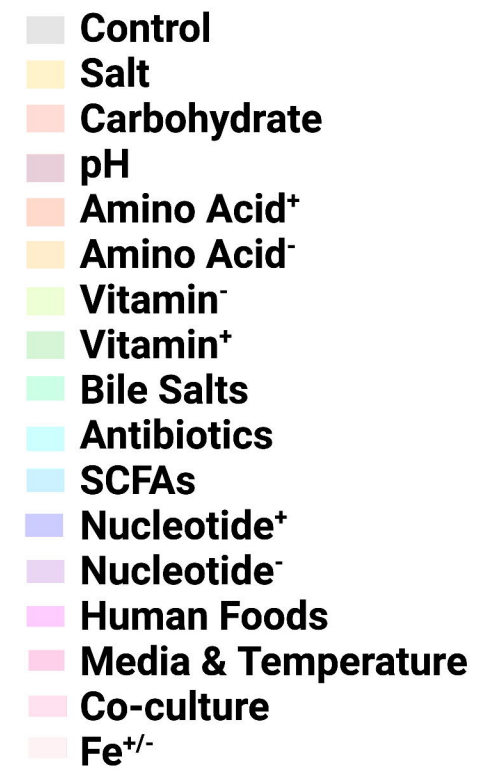 Control
Salt
Carbohydrate
pH
Amino Acid⁺
Amino Acid⁻
Vitamin⁻
Vitamin⁺
Bile Salts
Antibiotics
SCFAs
Nucleotide⁺
Nucleotide⁻
Human Foods
Media & Temperature
Co-culture
Fe⁺/⁻